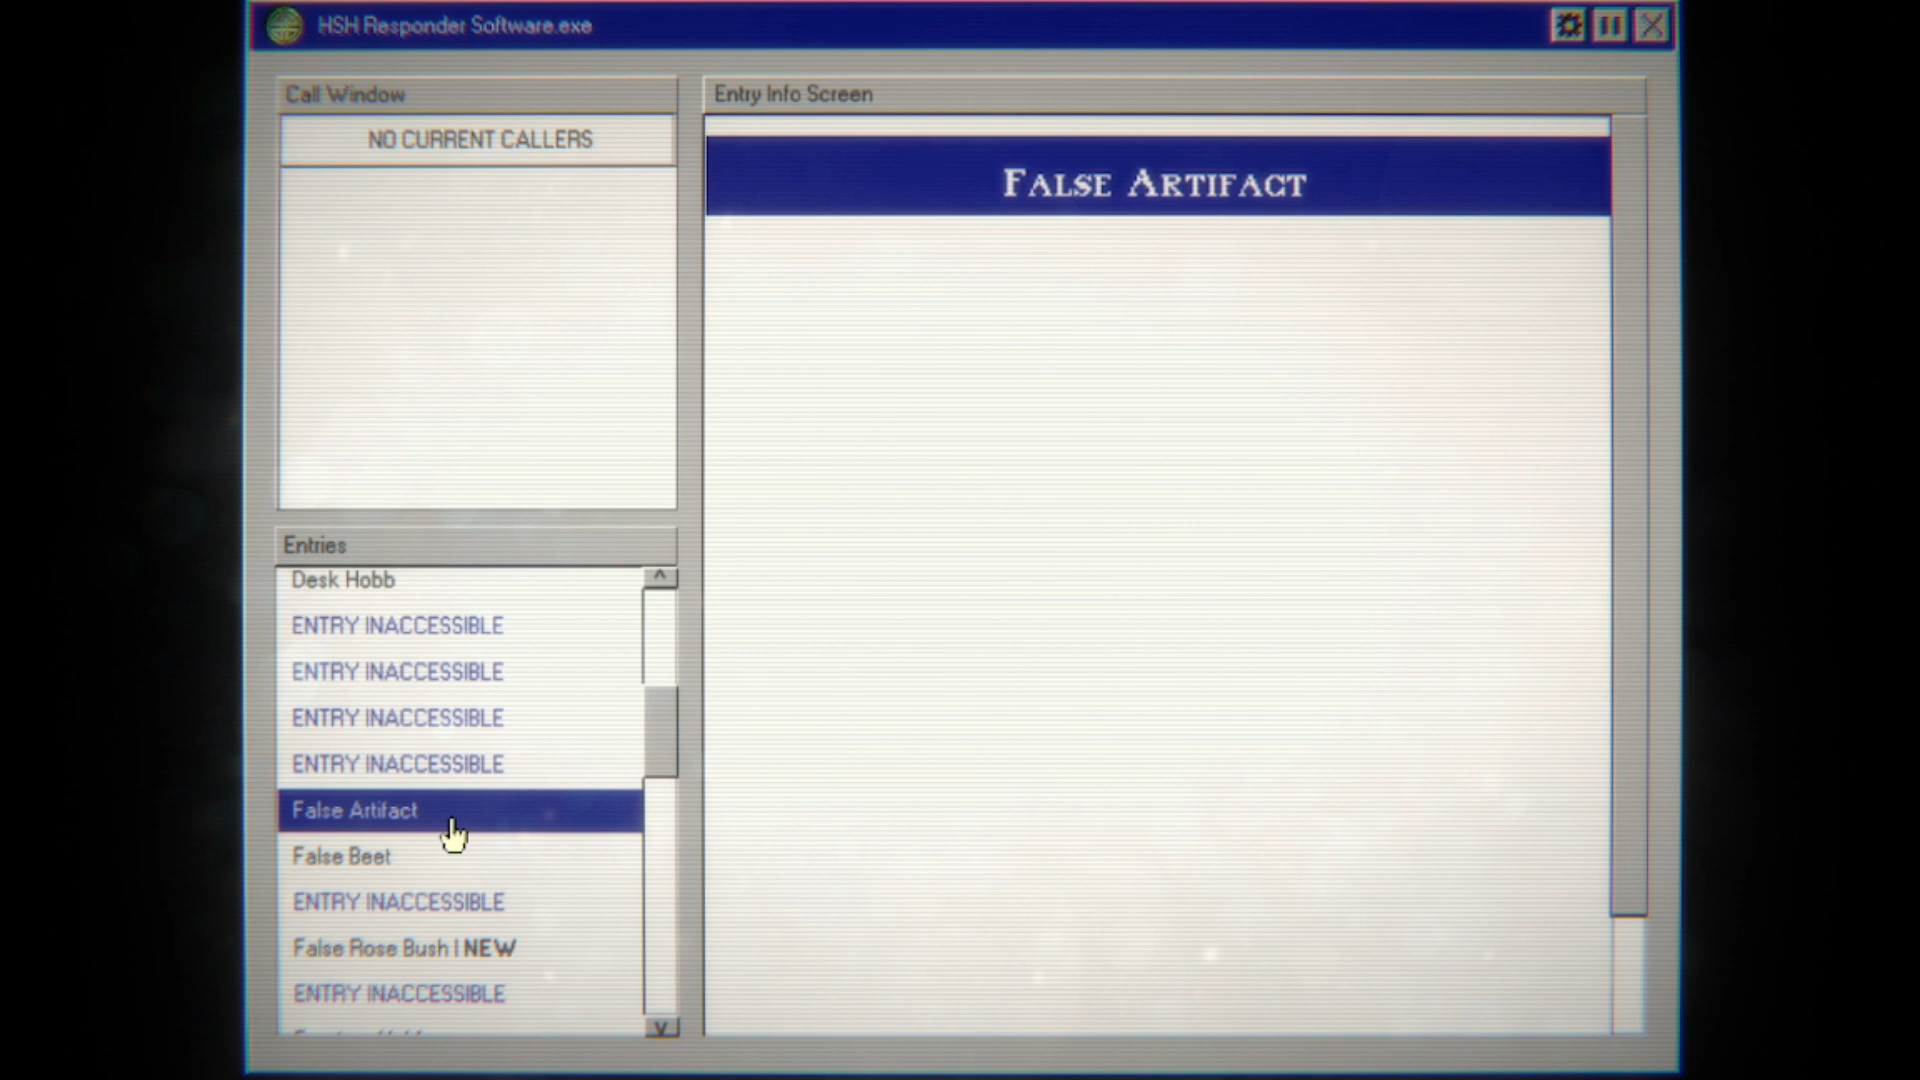 HSH Responder Software.exe
Call Window
NO CURRENT CALLERS
Entry Info Screen
FALSE ARTIFACT
Entries
Desk Hobb
ENTRY INACCESSIBLE
ENTRY INACCESSIBLE
ENTRY INACCESSIBLE
ENTRY INACCESSIBLE
False Artifact
False Beet
ENTRY INACCESSIBLE
False Rose Bush | NEW
ENTRY INACCESSIBLE